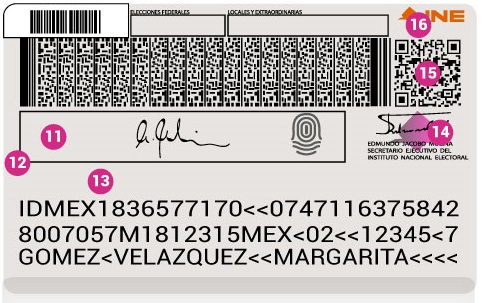 ELECCIONES FEDERALES
LOCALES Y EXTRAORDINARIAS
16
INE
15
11
14
EDMUNDO JACOBO MOLINA
SECRETARIO EJECUTIVO DEL
INSTITUTO NACIONAL ELECTORAL
12
13
IDMEX1836577170<<0747116375842
8007057M1812315MEX<02<<12345<7
GOMEZ<VELAZQUEZ<<MARGARITA<<<<